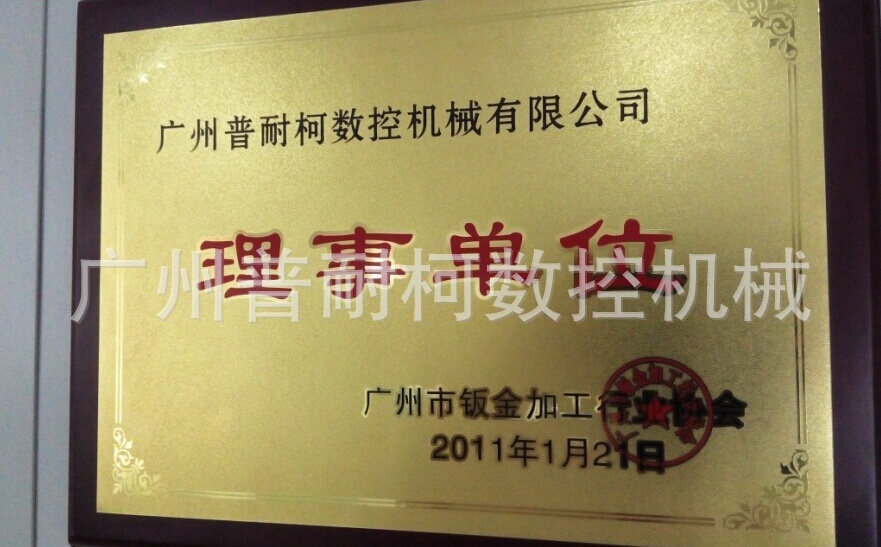 广州普耐柯数控机械有限公司
理事单位
广州普耐柯数控机械
广州市钣金加工行业协会
2011年1月21日